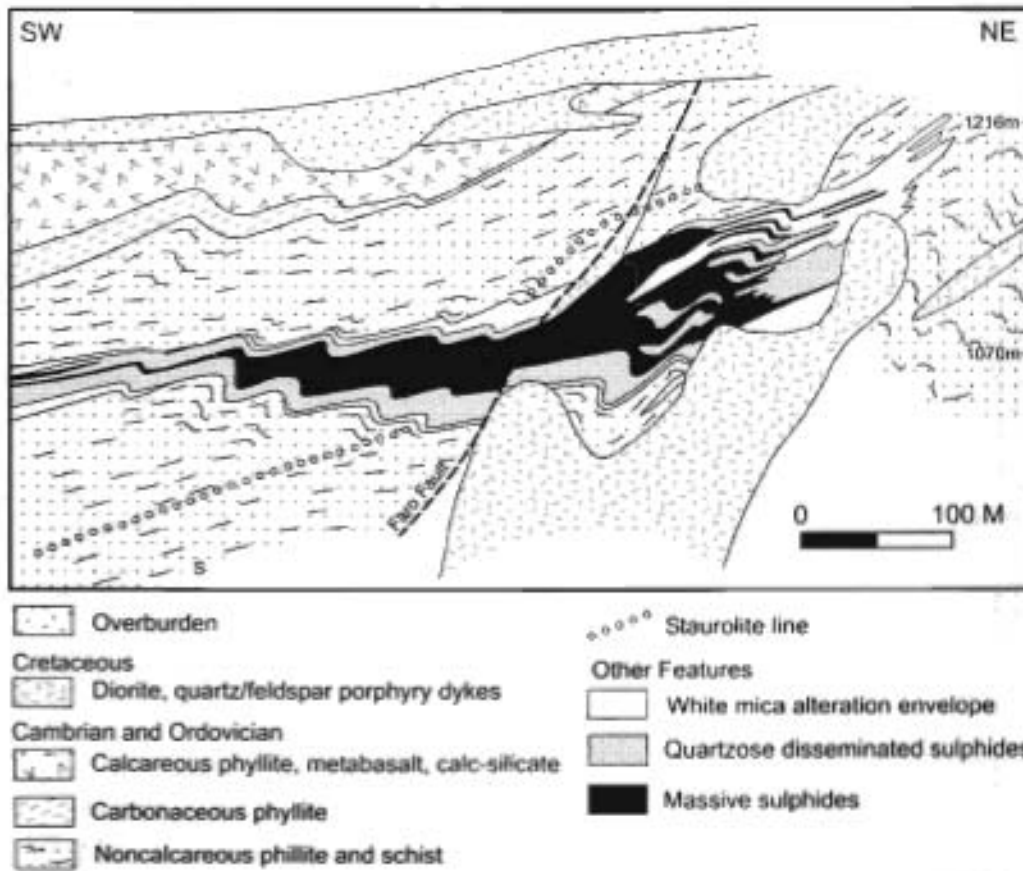 SW
NE
1216m
1070m
Faro Fault
S
0
100 M
Overburden
Cretaceous
Diorite, quartz/feldspar porphyry dykes
Cambrian and Ordovician
Calcareous phyllite, metabasalt, calc-silicate
Carbonaceous phyllite
Noncalcareous phillite and schist
Staurolite line
Other Features
White mica alteration envelope
Quartzose disseminated sulphides
Massive sulphides